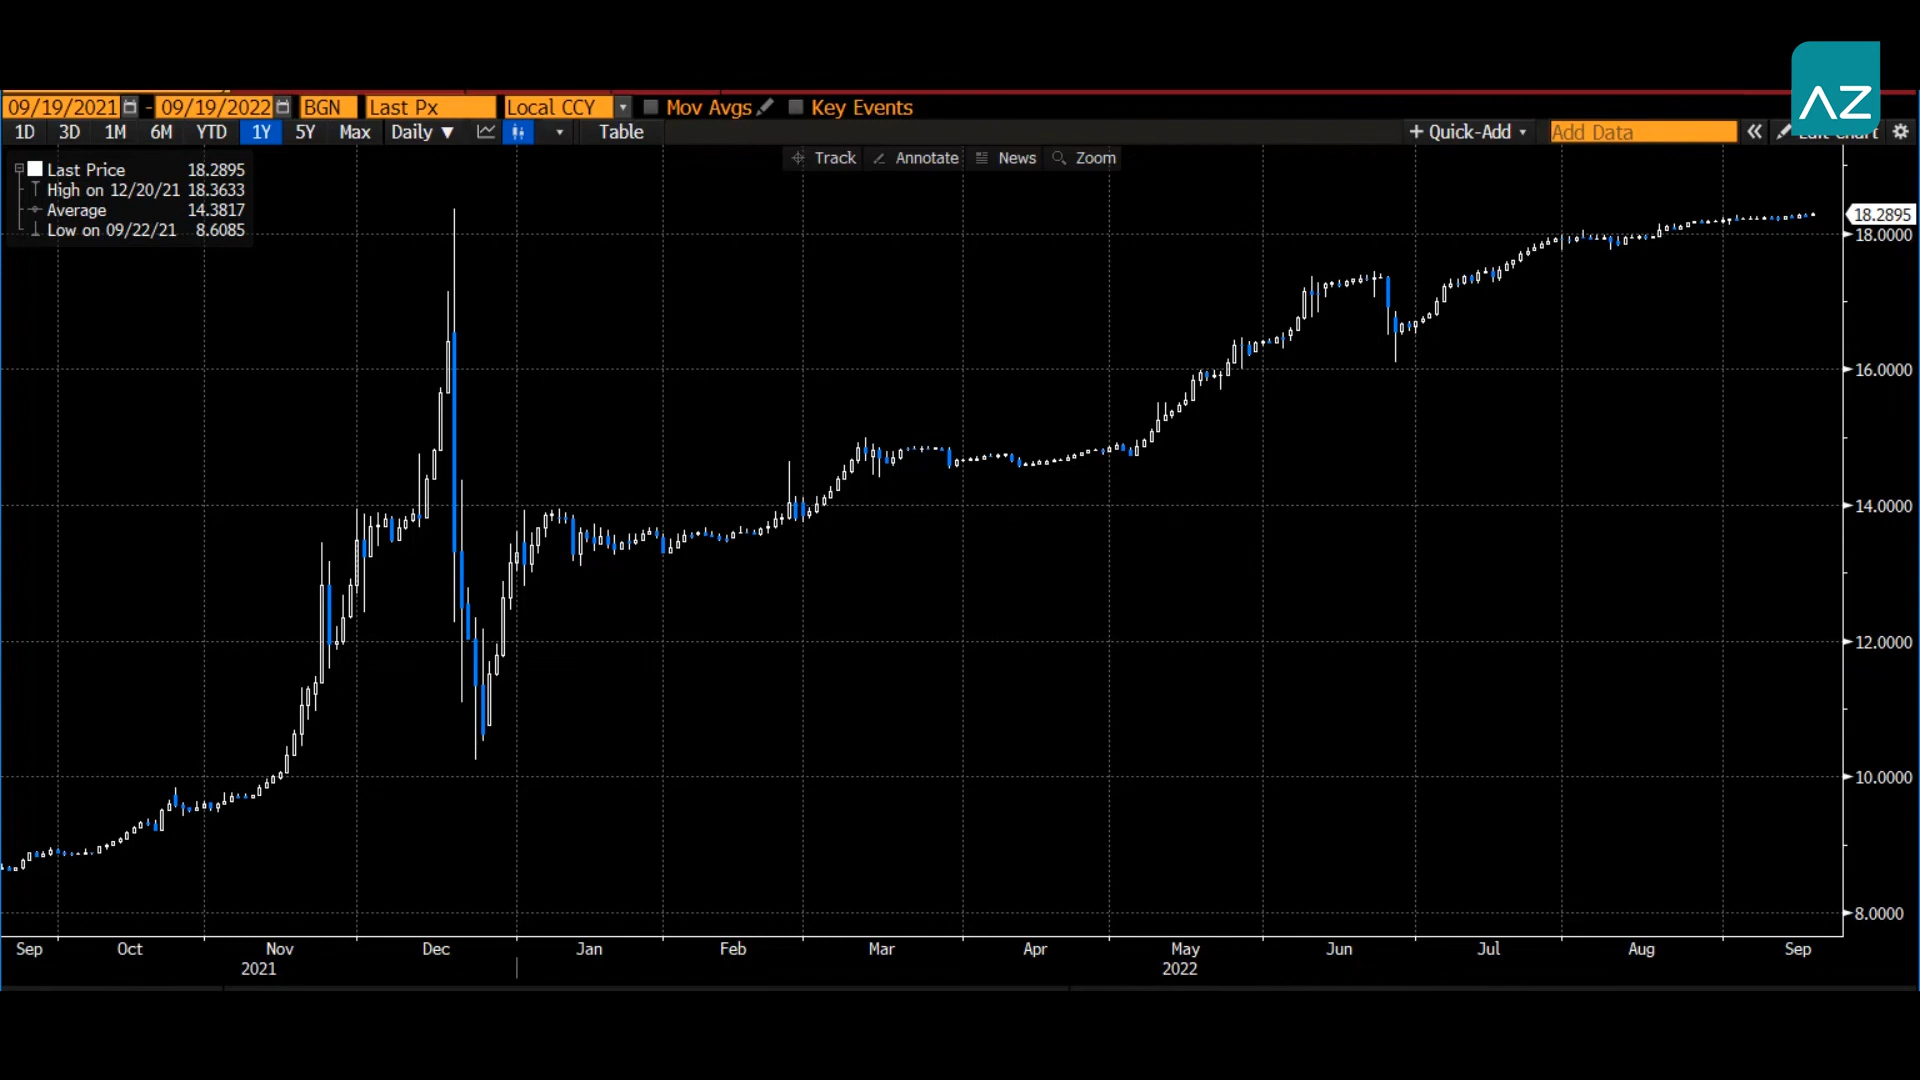 AZ
09/19/2021 - 09/19/2022 BGN Last Px Local CCY Mov Avgs Key Events
1D 3D 1M 6M YTD 1Y 5Y Max Daily ▼ Table + Quick-Add Add Data « Edit Chart
Track Annotate News Zoom
Last Price 18.2895
High on 12/20/21 18.3633
Average 14.3817
Low on 09/22/21 8.6085
18.2895
18.0000
16.0000
14.0000
12.0000
10.0000
8.0000
Sep Oct Nov Dec Jan Feb Mar Apr May Jun Jul Aug Sep
2021 2022